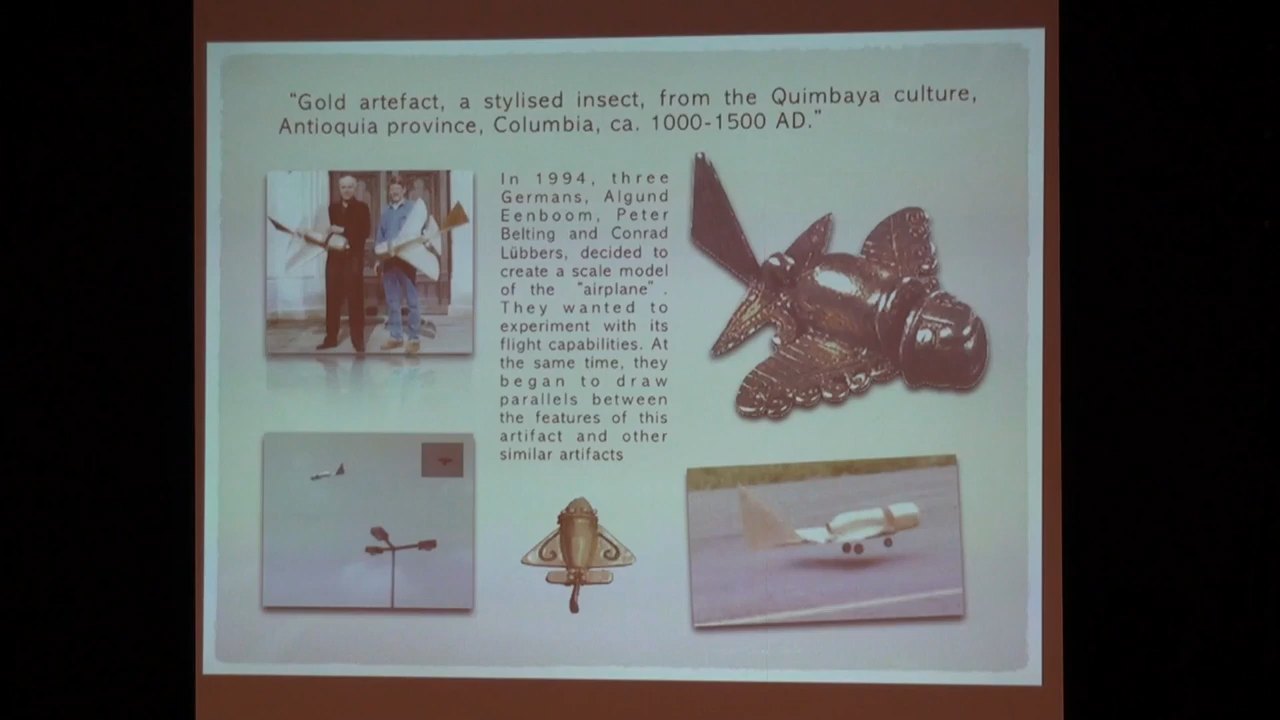 "Gold artefact, a stylised insect, from the Quimbaya culture,
Antioquia province, Columbia, ca. 1000-1500 AD."
In 1994, three
Germans, Algund
Eenboom, Peter
Belting and Conrad
Lübbers, decided to
create a scale model
of the "airplane" .
They wanted to
experiment with its
flight capabilities. At
the same time, they
began to draw
parallels between
the features of this
artifact and other
similar artifacts